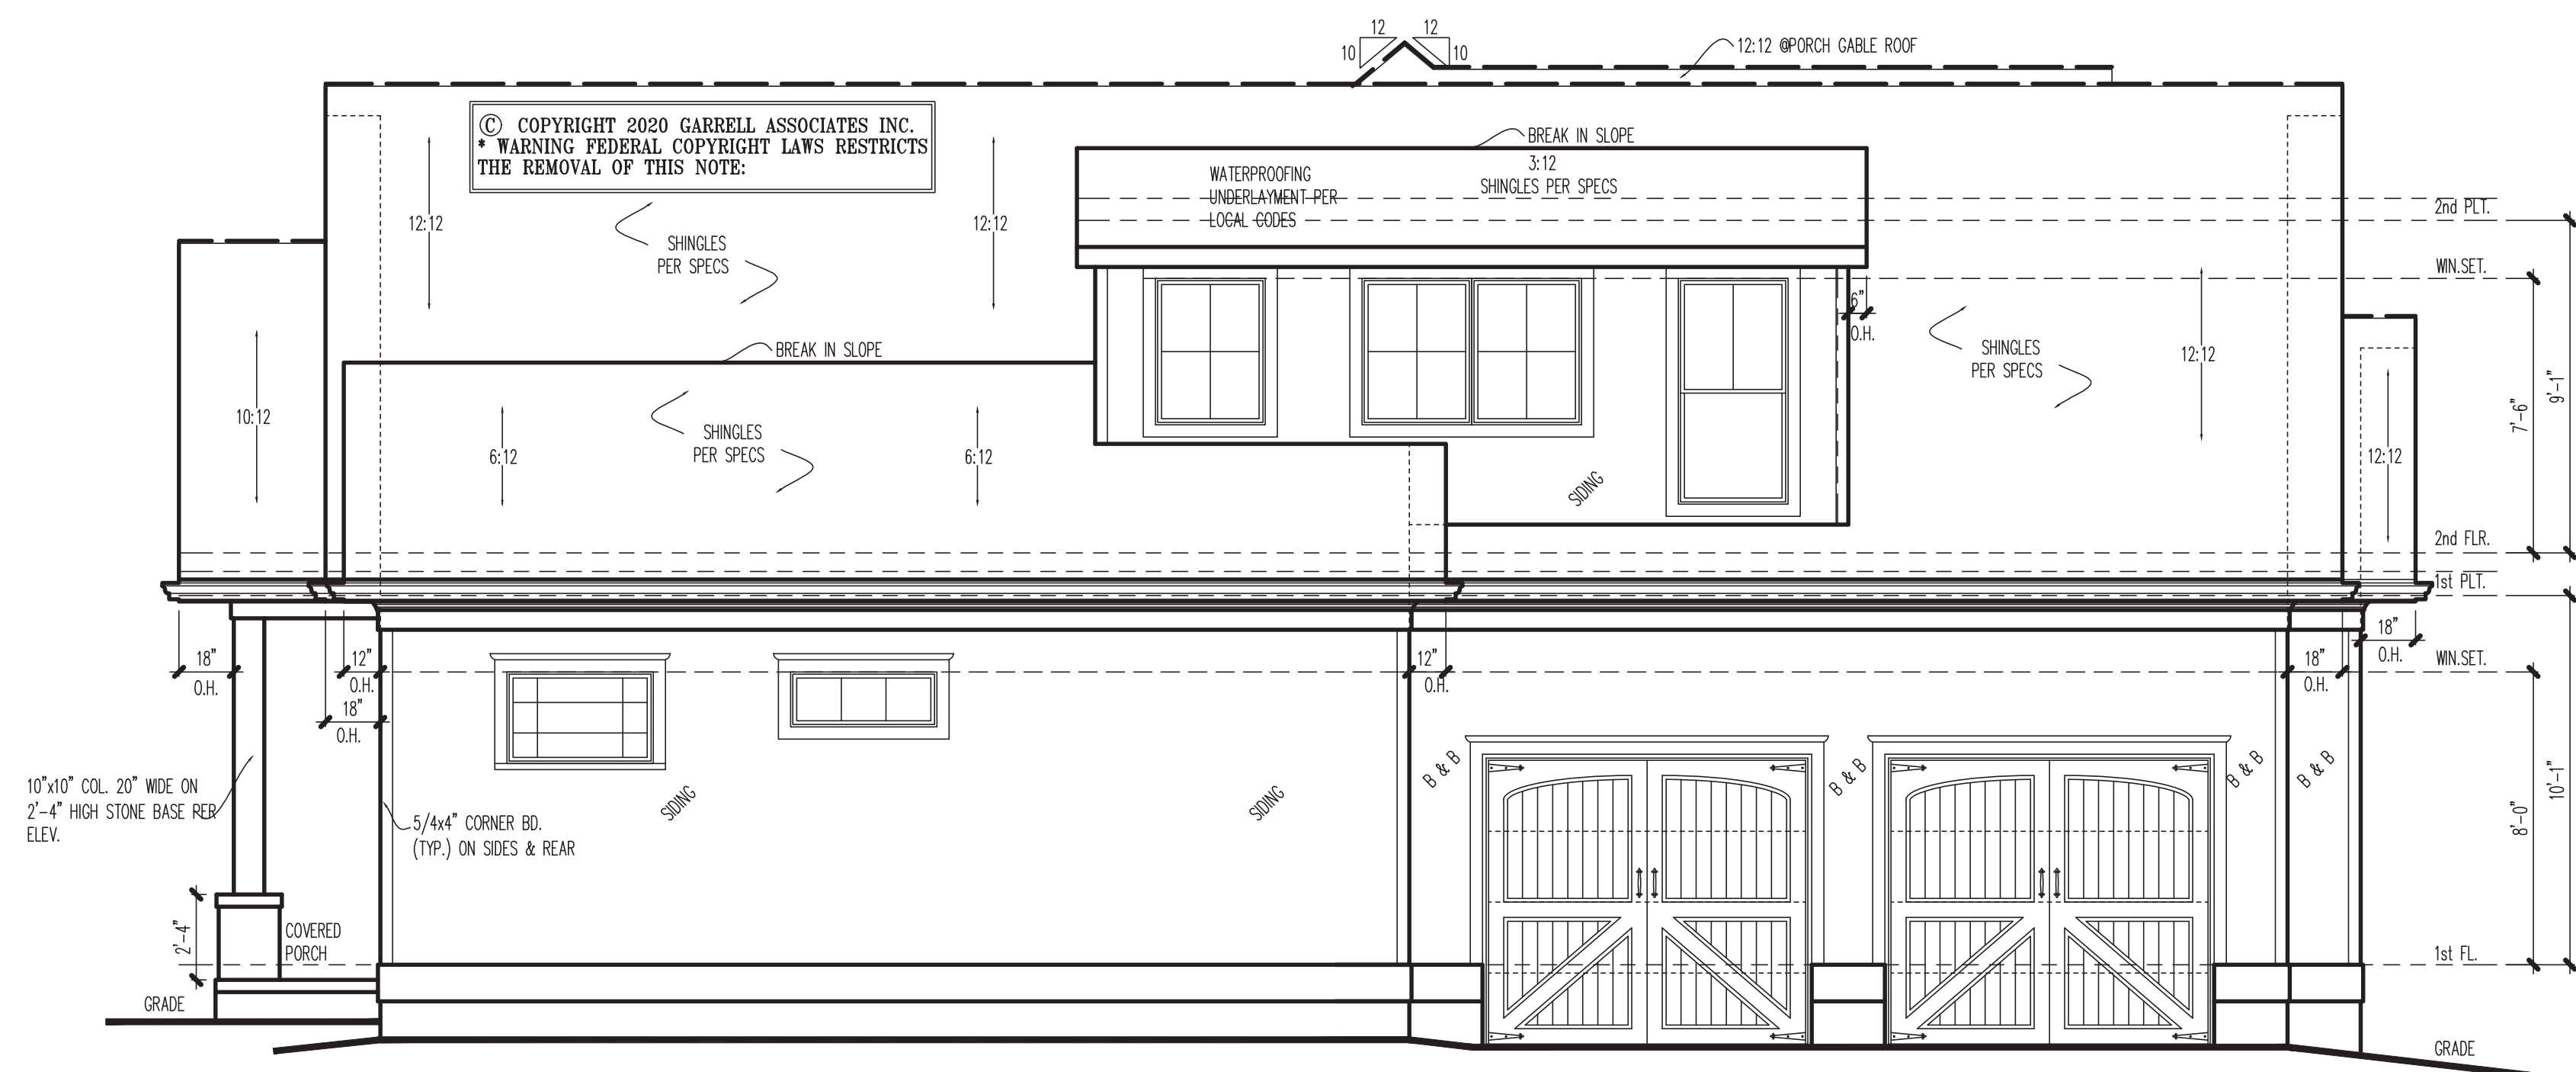 12 12
10 10
12:12 @PORCH GABLE ROOF
© COPYRIGHT 2020 GARRELL ASSOCIATES INC.
* WARNING FEDERAL COPYRIGHT LAWS RESTRICTS
THE REMOVAL OF THIS NOTE:
BREAK IN SLOPE
3:12
SHINGLES PER SPECS
WATERPROOFING
UNDERLAYMENT PER
LOCAL CODES
2nd PLT.
12:12
12:12
SHINGLES
PER SPECS
WIN.SET.
6"
O.H.
BREAK IN SLOPE
SHINGLES
PER SPECS
12:12
9'-1"
7'-6"
10:12
SHINGLES
PER SPECS
6:12
6:12
12:12
SIDING
2nd FLR.
1st PLT.
18"
O.H.
12"
O.H.
18"
O.H.
12"
O.H.
18"
O.H.
18"
O.H.
WIN.SET.
10"x10" COL. 20" WIDE ON
2'-4" HIGH STONE BASE PER
ELEV.
5/4x4" CORNER BD.
(TYP.) ON SIDES & REAR
SIDING
SIDING
B & B
B & B
B & B
B & B
8'-0"
10'-1"
2'-4"
COVERED
PORCH
1st FL.
GRADE
GRADE